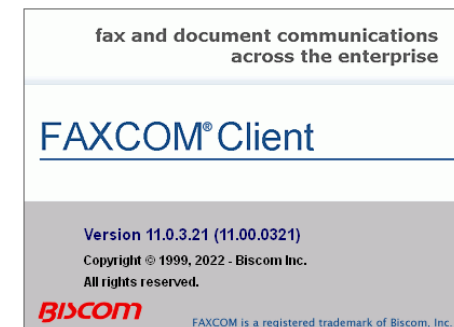 fax and document communications
across the enterprise
FAXCOM® Client
Version 11.0.3.21 (11.00.0321)
Copyright © 1999, 2022 - Biscom Inc.
All rights reserved.
BISCOM
FAXCOM is a registered trademark of Biscom, Inc.